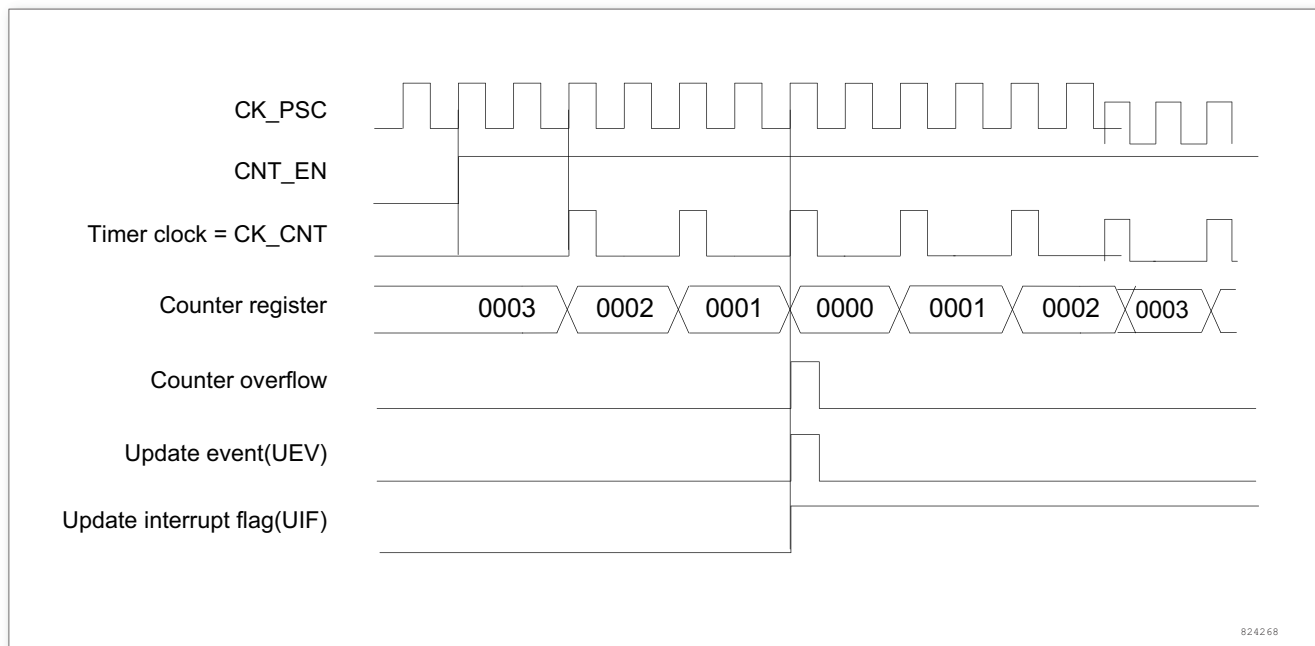 CK_PSC
CNT_EN
Timer clock = CK_CNT
Counter register 0003 0002 0001 0000 0001 0002 0003
Counter overflow
Update event(UEV)
Update interrupt flag(UIF)
824268